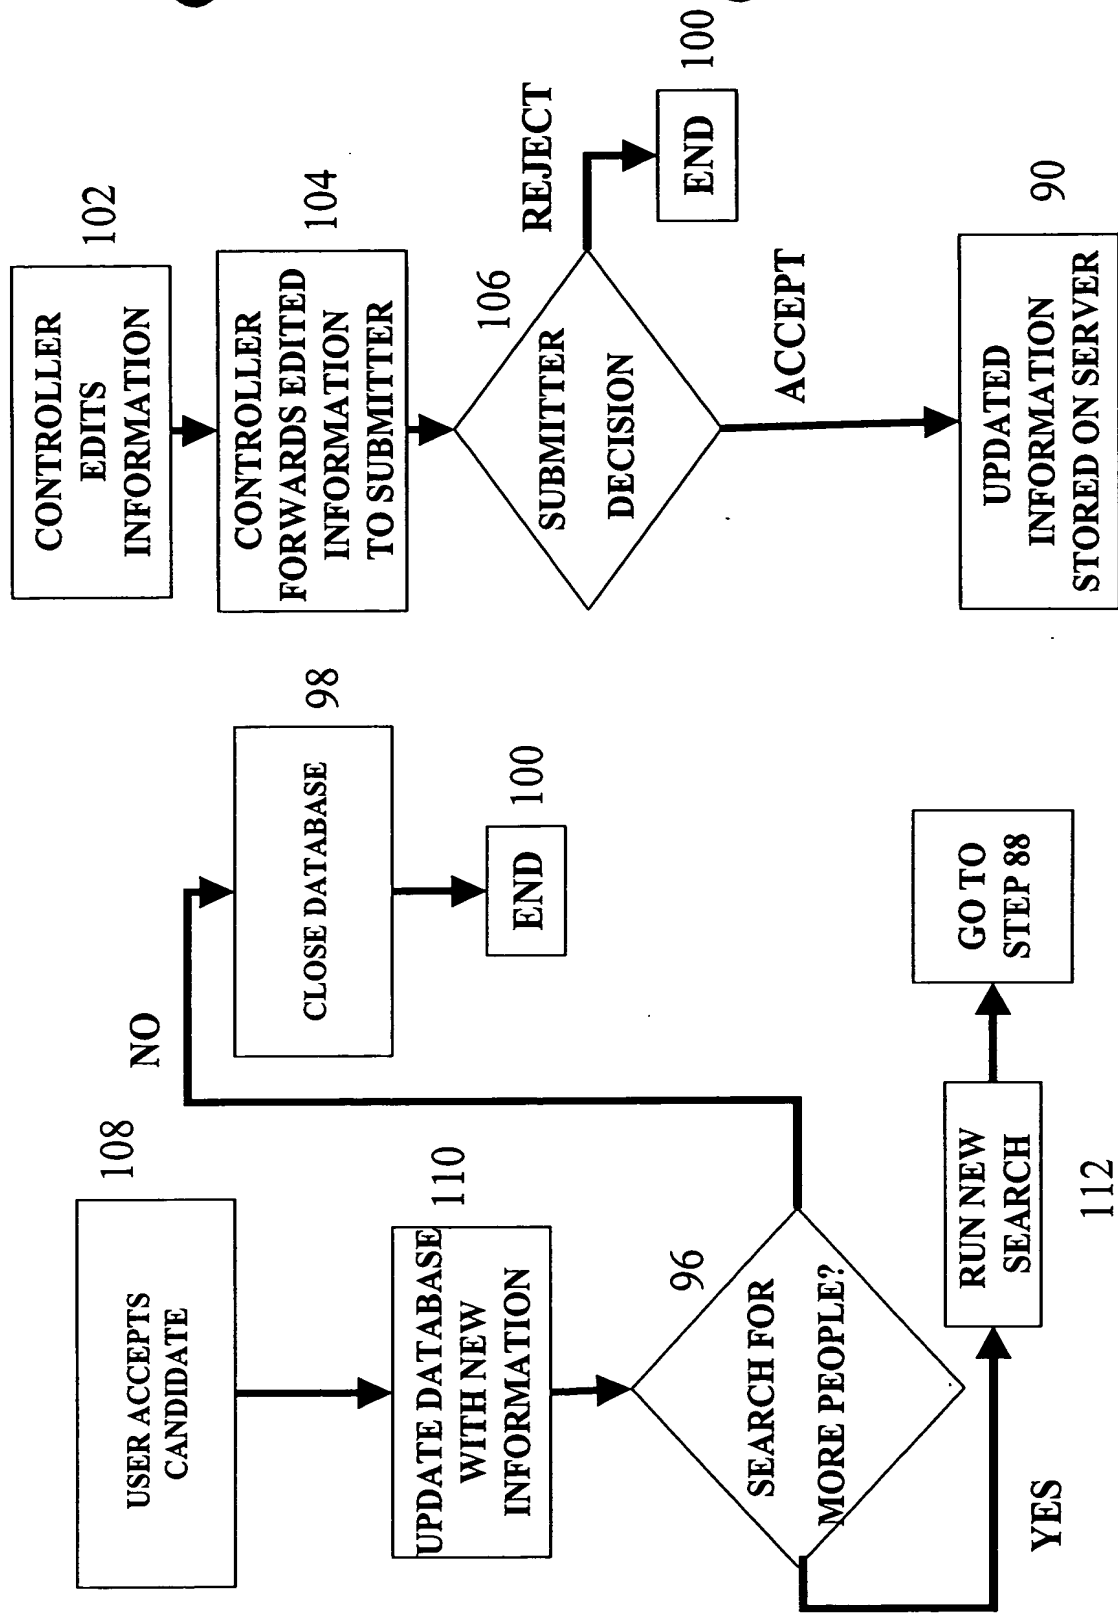 108
USER ACCEPTS
CANDIDATE
110
UPDATE DATABASE
WITH NEW
INFORMATION
96
SEARCH FOR
MORE PEOPLE?
NO
98
CLOSE DATABASE
100
END
YES
RUN NEW
SEARCH
112
GO TO
STEP 88
102
CONTROLLER
EDITS
INFORMATION
104
CONTROLLER
FORWARDS EDITED
INFORMATION
TO SUBMITTER
106
SUBMITTER
DECISION
REJECT
100
END
ACCEPT
90
UPDATED
INFORMATION
STORED ON SERVER